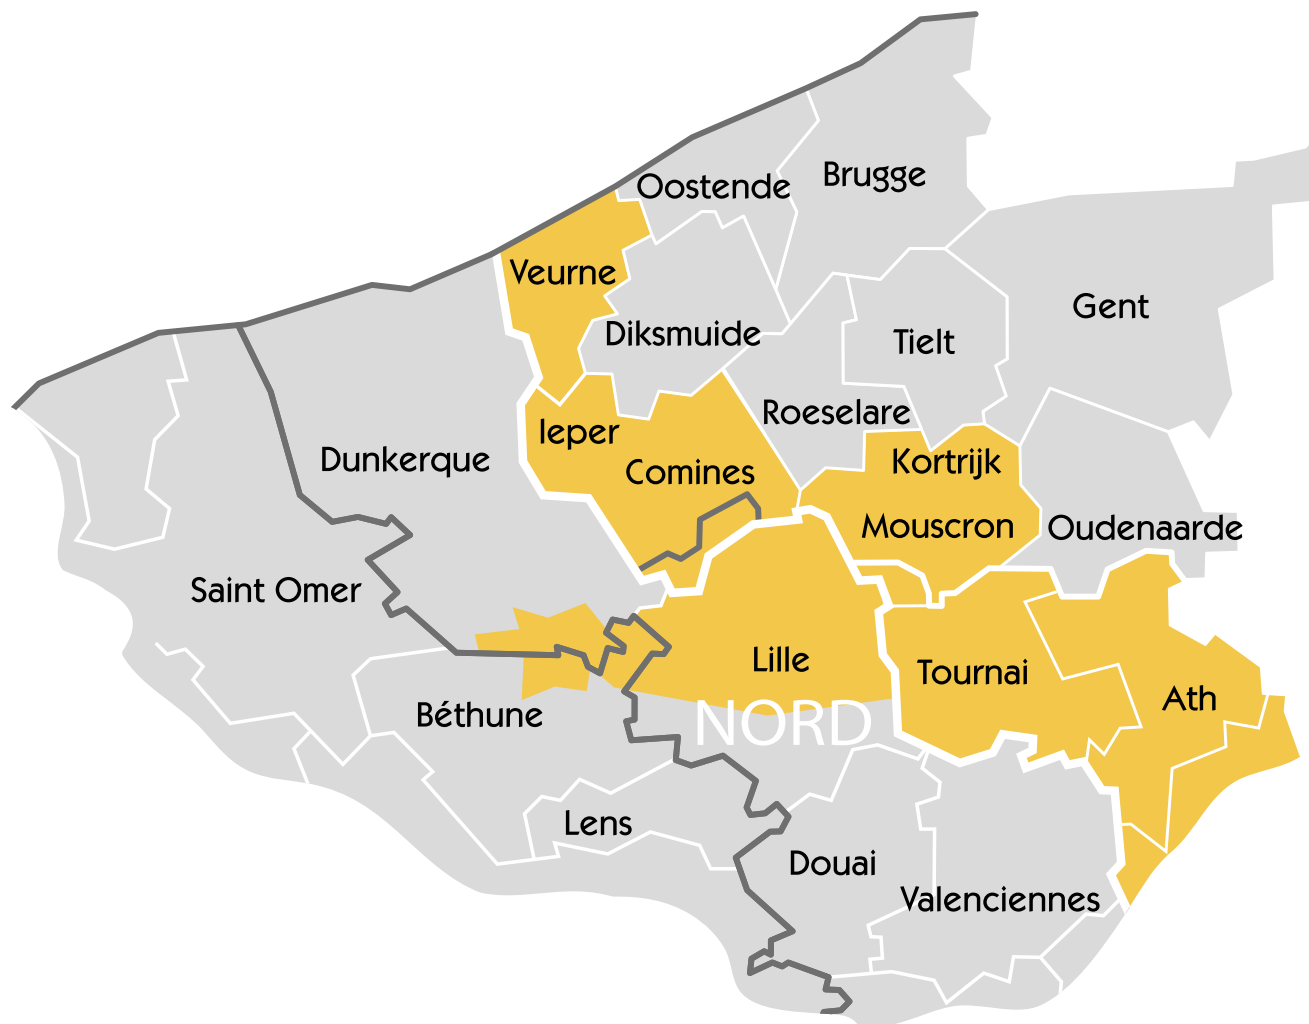 Oostende
Brugge
Veurne
Diksmuide
Tielt
Gent
Roeselare
Ieper
Kortrijk
Dunkerque
Comines
Mouscron
Oudenaarde
Saint Omer
Lille
Tournai
Ath
Béthune
NORD
Lens
Douai
Valenciennes